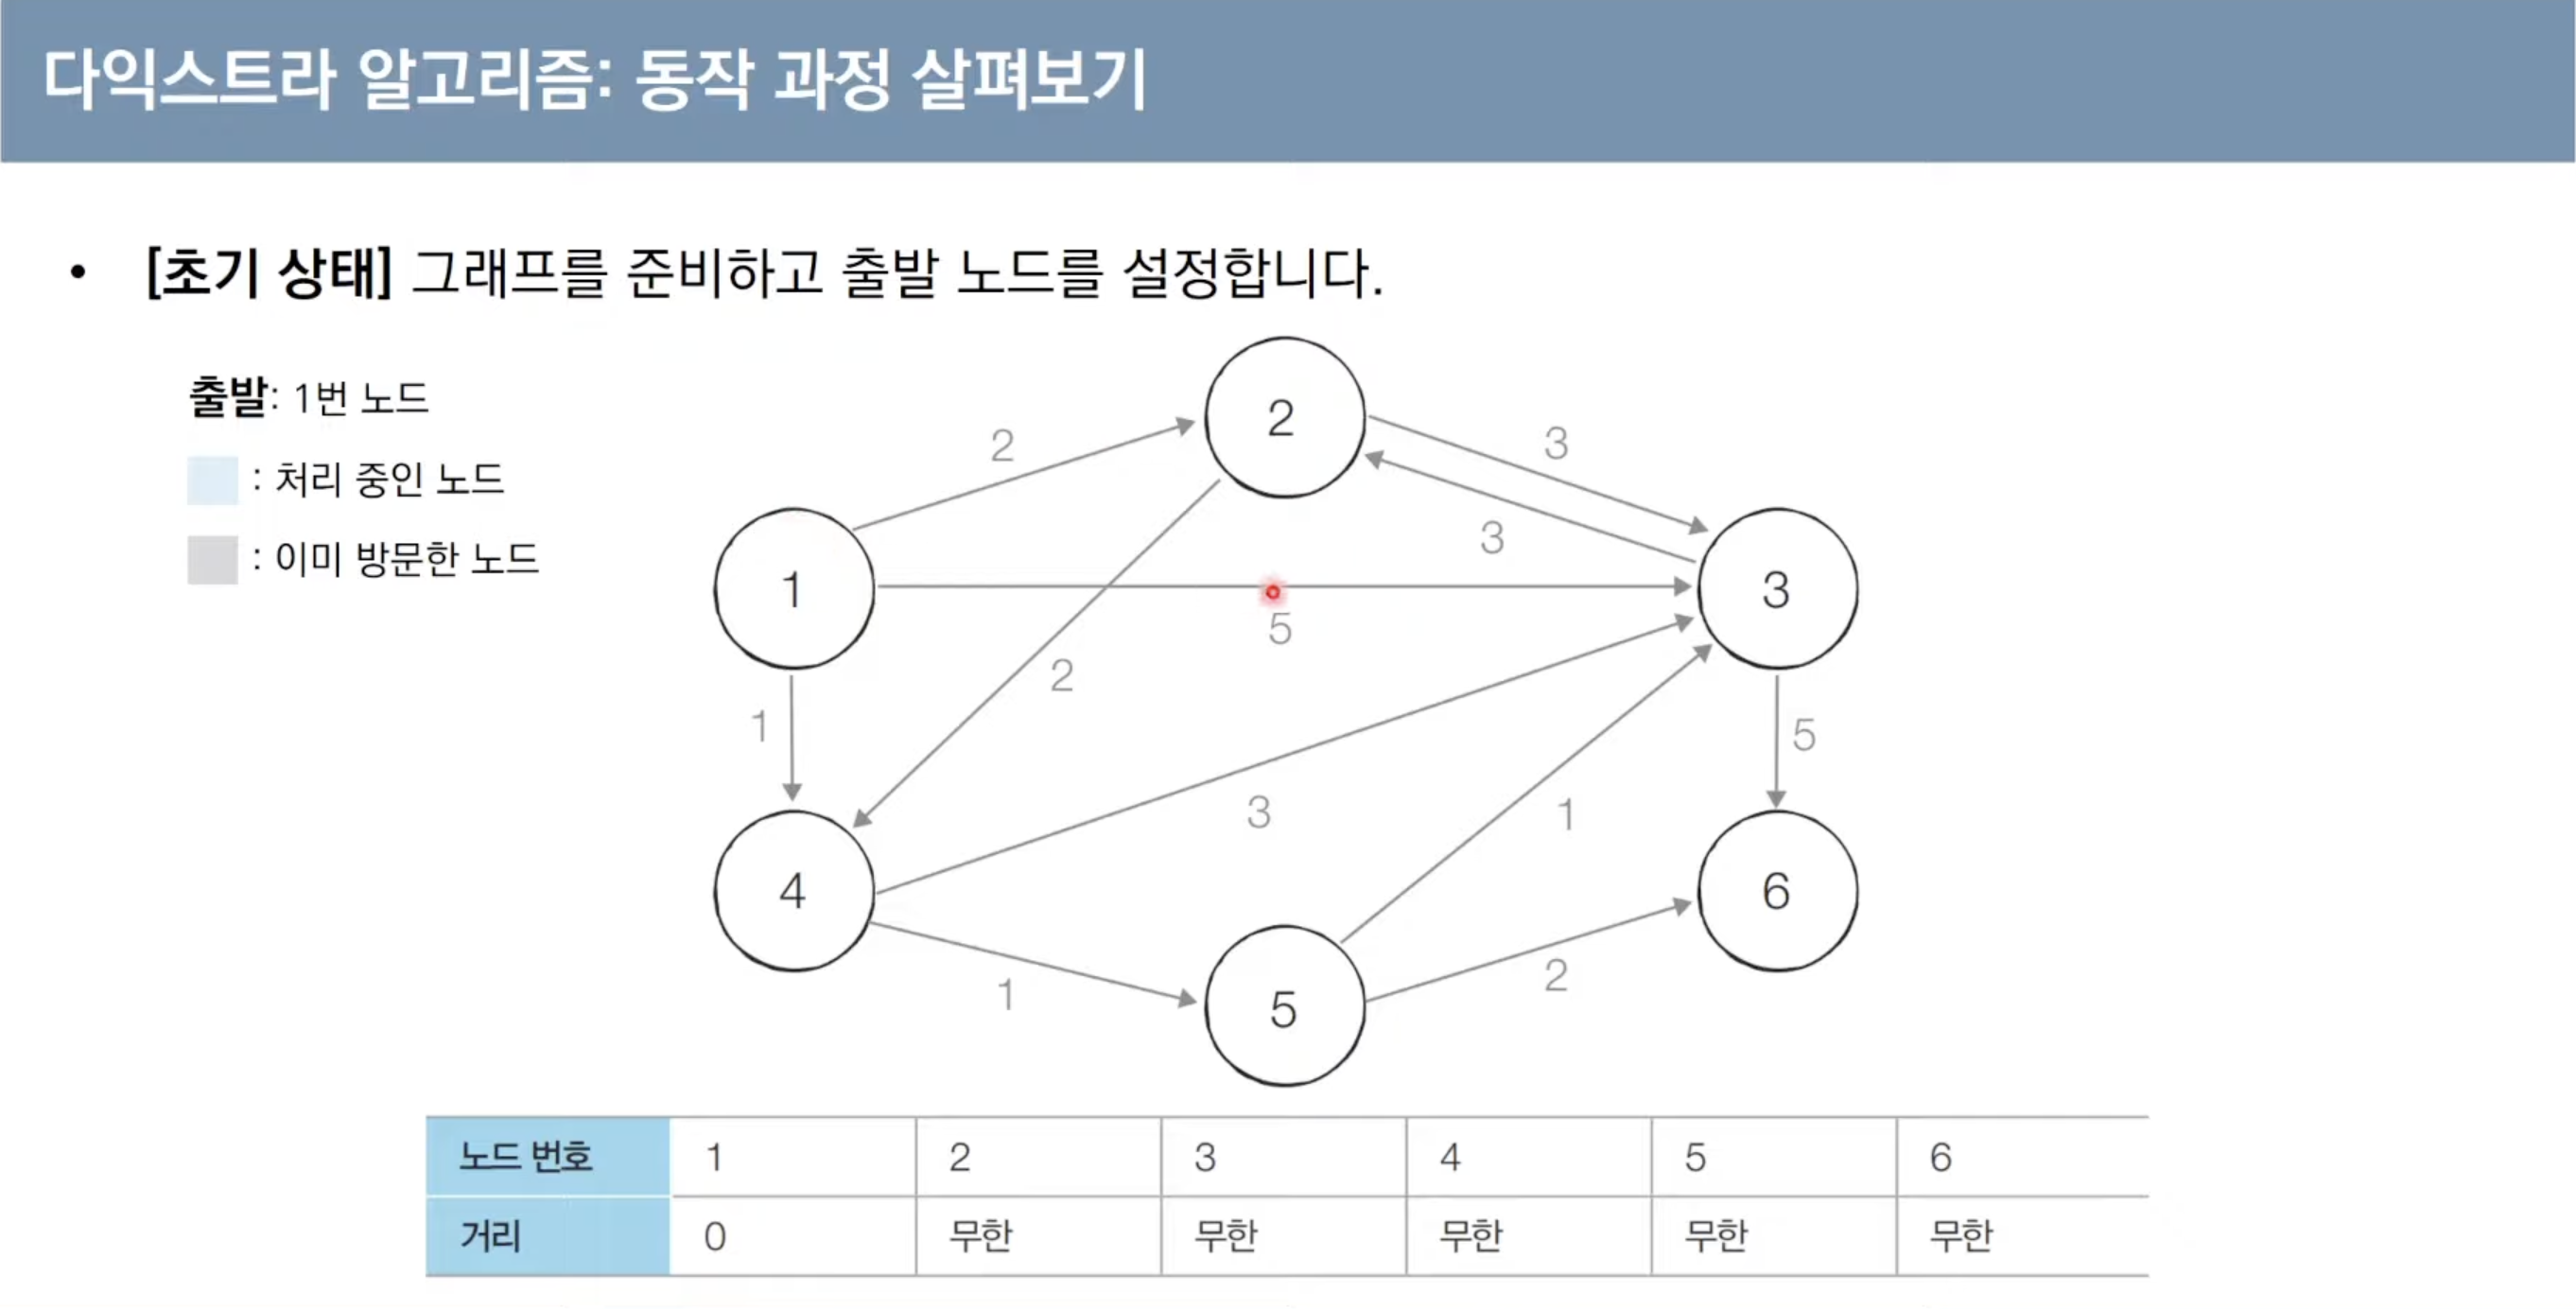 다익스트라 알고리즘: 동작 과정 살펴보기
• [초기 상태] 그래프를 준비하고 출발 노드를 설정합니다.
출발: 1번 노드
: 처리 중인 노드
: 이미 방문한 노드
2
2
3
3
1
5
3
2
1
5
3
1
4
6
1
5
2
노드 번호 1 2 3 4 5 6
거리 0 무한 무한 무한 무한 무한